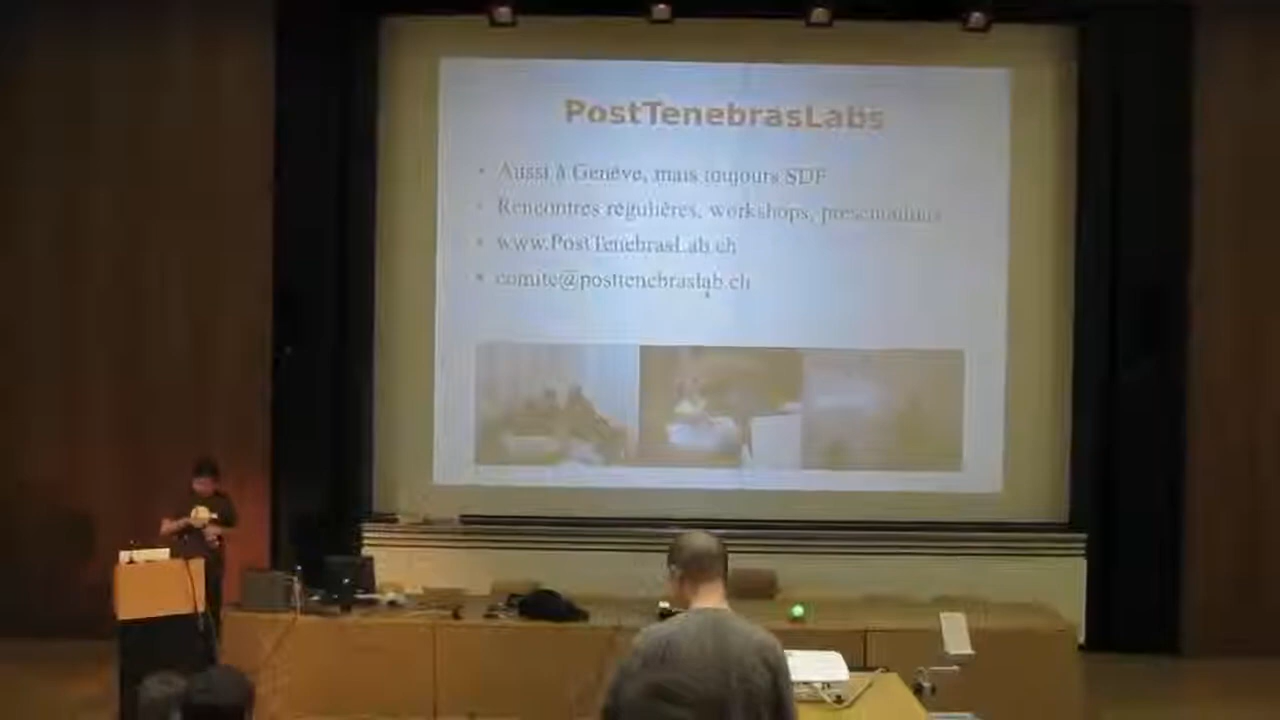 PostTenebrasLabs
Aussi à Genève, mais toujours SDF
Rencontres régulières, workshops, présentations
www.PostTenebrasLab.ch
comite@posttenebraslab.ch